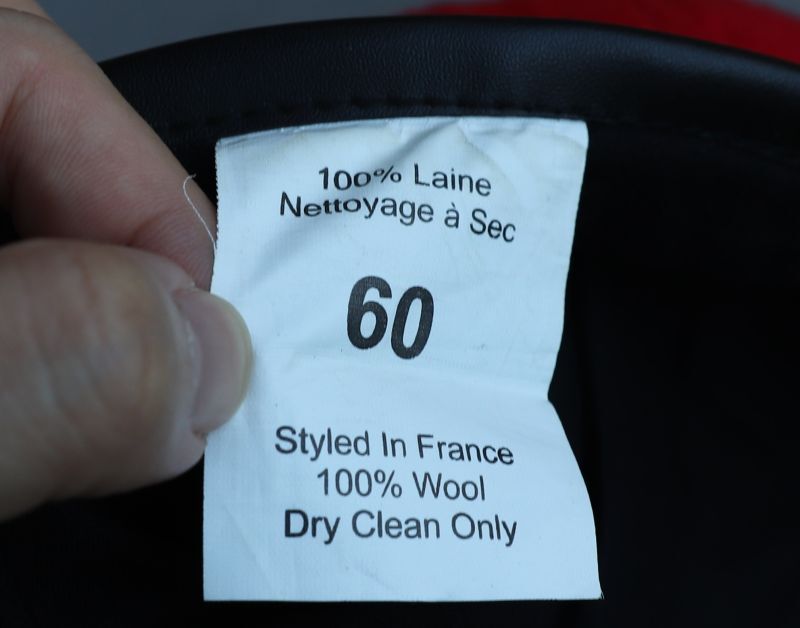 100% Laine
Nettoyage à Sec
60
Styled In France
100% Wool
Dry Clean Only